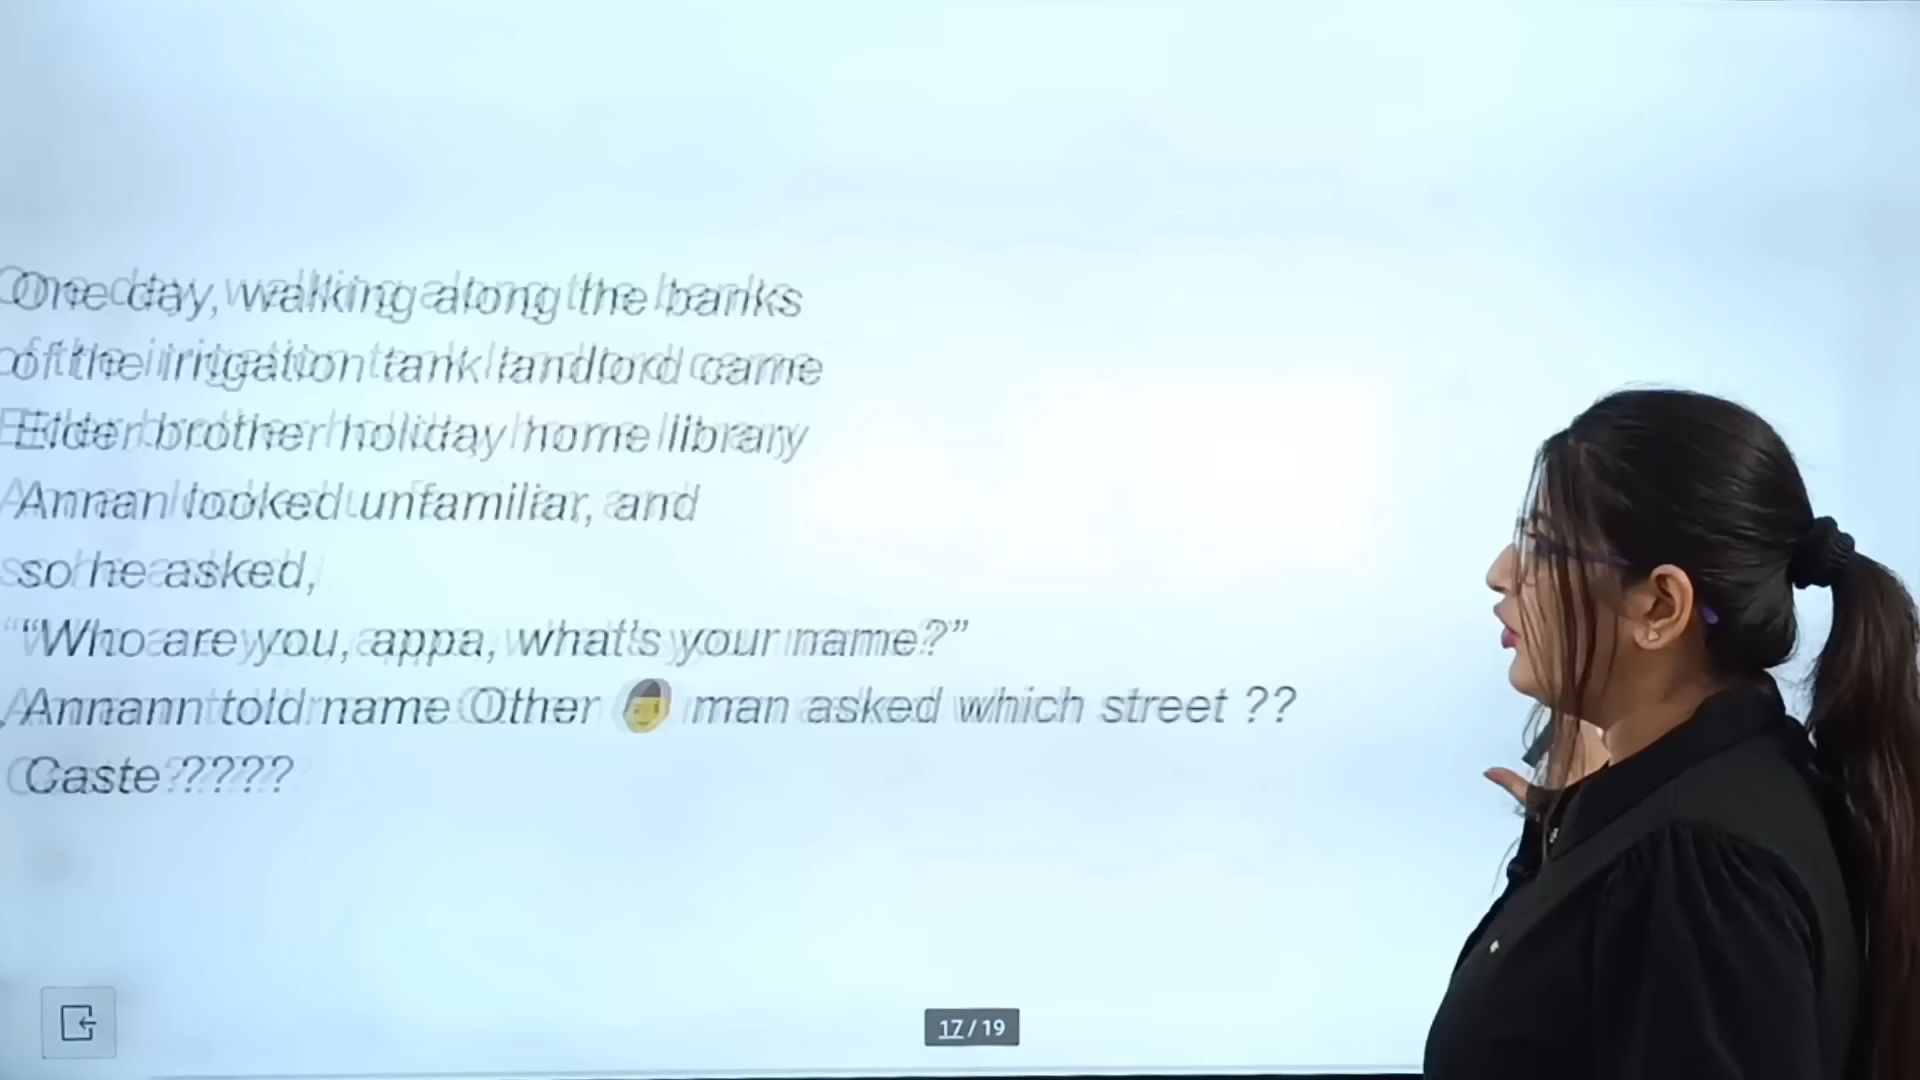 One day, walking along the banks
of the irrigation tank landlord came
Elder brother holiday home library
Annan looked unfamiliar, and
so he asked,
“Who are you, appa, what's your name?”
Annann told name Other 👨 man asked which street ??
Caste ????
17 / 19